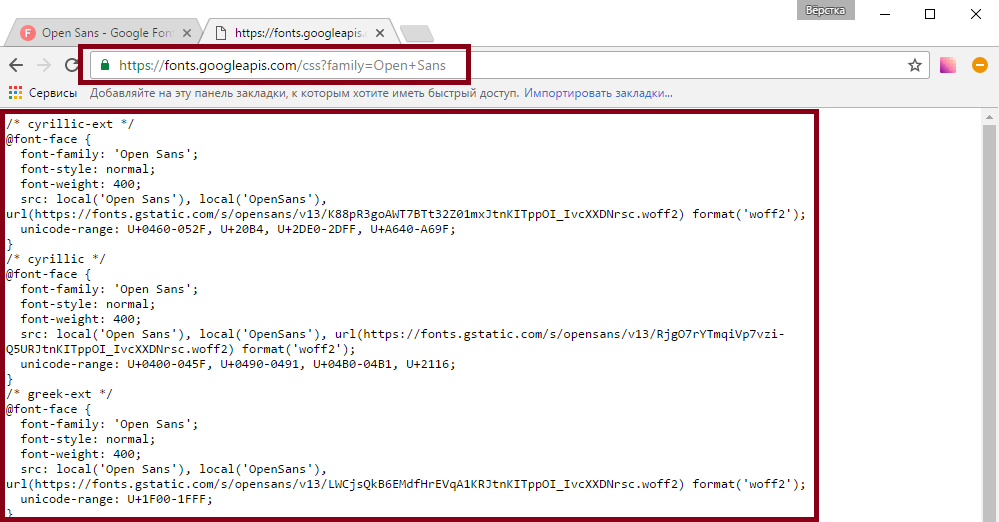 Вёрстка
Open Sans - Google Fon
https://fonts.googleapis.
https://fonts.googleapis.com/css?family=Open+Sans
Сервисы Добавляйте на эту панель закладки, к которым хотите иметь быстрый доступ. Импортировать закладки...
/* cyrillic-ext */
@font-face {
  font-family: 'Open Sans';
  font-style: normal;
  font-weight: 400;
  src: local('Open Sans'), local('OpenSans'),
url(https://fonts.gstatic.com/s/opensans/v13/K88pR3goAWT7BTt32Z01mxJtnKITppOI_IvcXXDNrsc.woff2) format('woff2');
  unicode-range: U+0460-052F, U+20B4, U+2DE0-2DFF, U+A640-A69F;
}
/* cyrillic */
@font-face {
  font-family: 'Open Sans';
  font-style: normal;
  font-weight: 400;
  src: local('Open Sans'), local('OpenSans'), url(https://fonts.gstatic.com/s/opensans/v13/RjgO7rYTmqiVp7vzi-
Q5URJtnKITppOI_IvcXXDNrsc.woff2) format('woff2');
  unicode-range: U+0400-045F, U+0490-0491, U+04B0-04B1, U+2116;
}
/* greek-ext */
@font-face {
  font-family: 'Open Sans';
  font-style: normal;
  font-weight: 400;
  src: local('Open Sans'), local('OpenSans'),
url(https://fonts.gstatic.com/s/opensans/v13/LWCjsQkB6EMdfHrEVqA1KRJtnKITppOI_IvcXXDNrsc.woff2) format('woff2');
  unicode-range: U+1F00-1FFF;
}